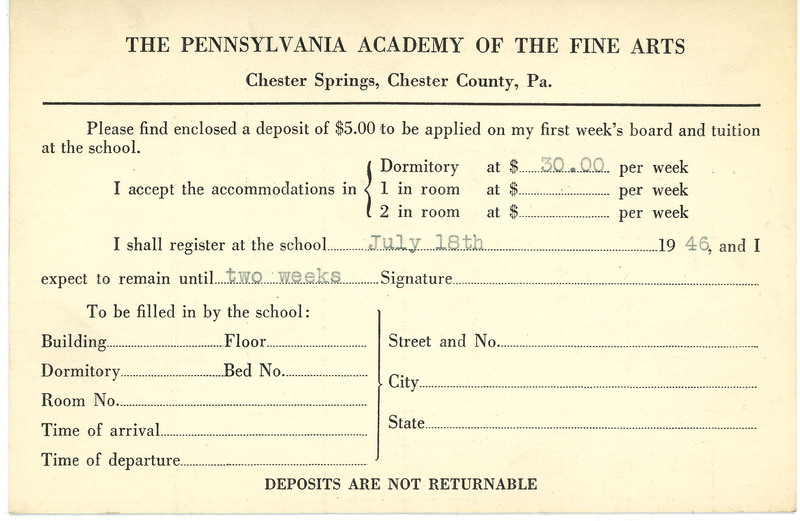 THE PENNSYLVANIA ACADEMY OF THE FINE ARTS
Chester Springs, Chester County, Pa.
Please find enclosed a deposit of $5.00 to be applied on my first week's board and tuition
at the school.
I accept the accommodations in { Dormitory at $ 30.00 per week
1 in room at $ per week
2 in room at $ per week
I shall register at the school July 18th 19 46, and I
expect to remain until two weeks Signature
To be filled in by the school:
Building Floor
Dormitory Bed No.
Room No.
Time of arrival
Time of departure
Street and No.
City
State
DEPOSITS ARE NOT RETURNABLE